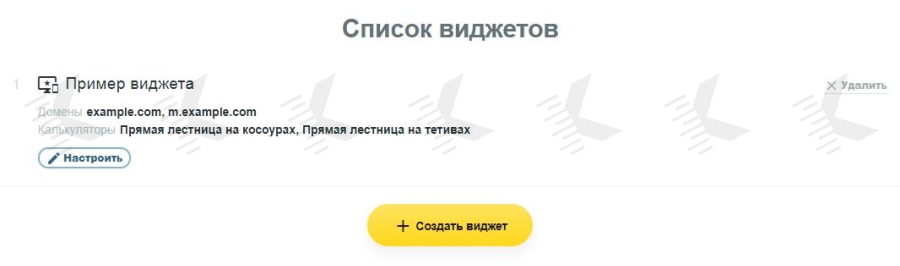 Список виджетов
1 Пример виджета
Удалить
Домены example.com, m.example.com
Калькуляторы Прямая лестница на косоурах, Прямая лестница на тетивах
Настроить
+ Создать виджет